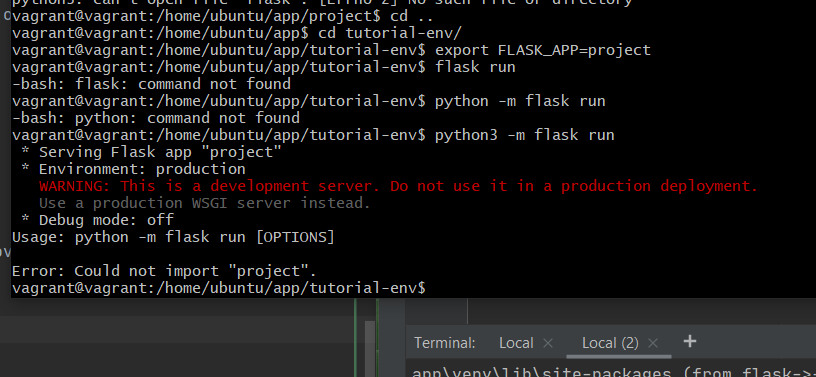 python3: can't open file 'flask': [Errno 2] No such file or directory
vagrant@vagrant:/home/ubuntu/app/project$ cd ..
vagrant@vagrant:/home/ubuntu/app$ cd tutorial-env/
vagrant@vagrant:/home/ubuntu/app/tutorial-env$ export FLASK_APP=project
vagrant@vagrant:/home/ubuntu/app/tutorial-env$ flask run
-bash: flask: command not found
vagrant@vagrant:/home/ubuntu/app/tutorial-env$ python -m flask run
-bash: python: command not found
vagrant@vagrant:/home/ubuntu/app/tutorial-env$ python3 -m flask run
* Serving Flask app "project"
* Environment: production
WARNING: This is a development server. Do not use it in a production deployment.
Use a production WSGI server instead.
* Debug mode: off
Usage: python -m flask run [OPTIONS]
Error: Could not import "project".
vagrant@vagrant:/home/ubuntu/app/tutorial-env$
Terminal: Local × Local (2) × +
app\venv\lib\site-packages (from flask->